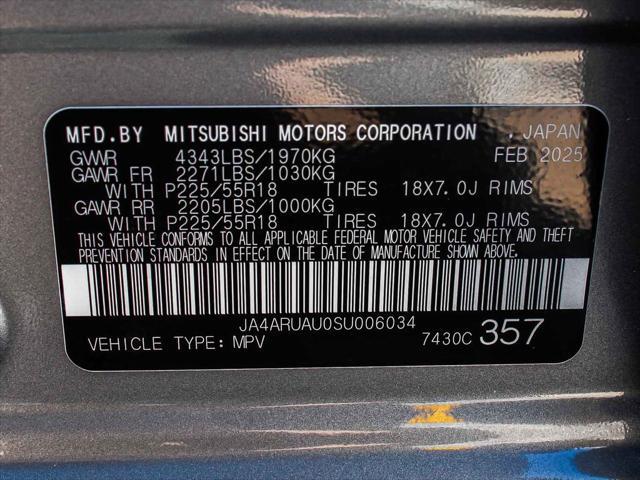 MFD.BY MITSUBISHI MOTORS CORPORATION , JAPAN
GVWR 4343LBS/1970KG FEB 2025
GAWR FR 2271LBS/1030KG
WITH P225/55R18 TIRES 18X7.0J RIMS
GAWR RR 2205LBS/1000KG
WITH P225/55R18 TIRES 18X7.0J RIMS
THIS VEHICLE CONFORMS TO ALL APPLICABLE FEDERAL MOTOR VEHICLE SAFETY AND THEFT
PREVENTION STANDARDS IN EFFECT ON THE DATE OF MANUFACTURE SHOWN ABOVE.
JA4ARUAU0SU006034
VEHICLE TYPE: MPV 7430C 357